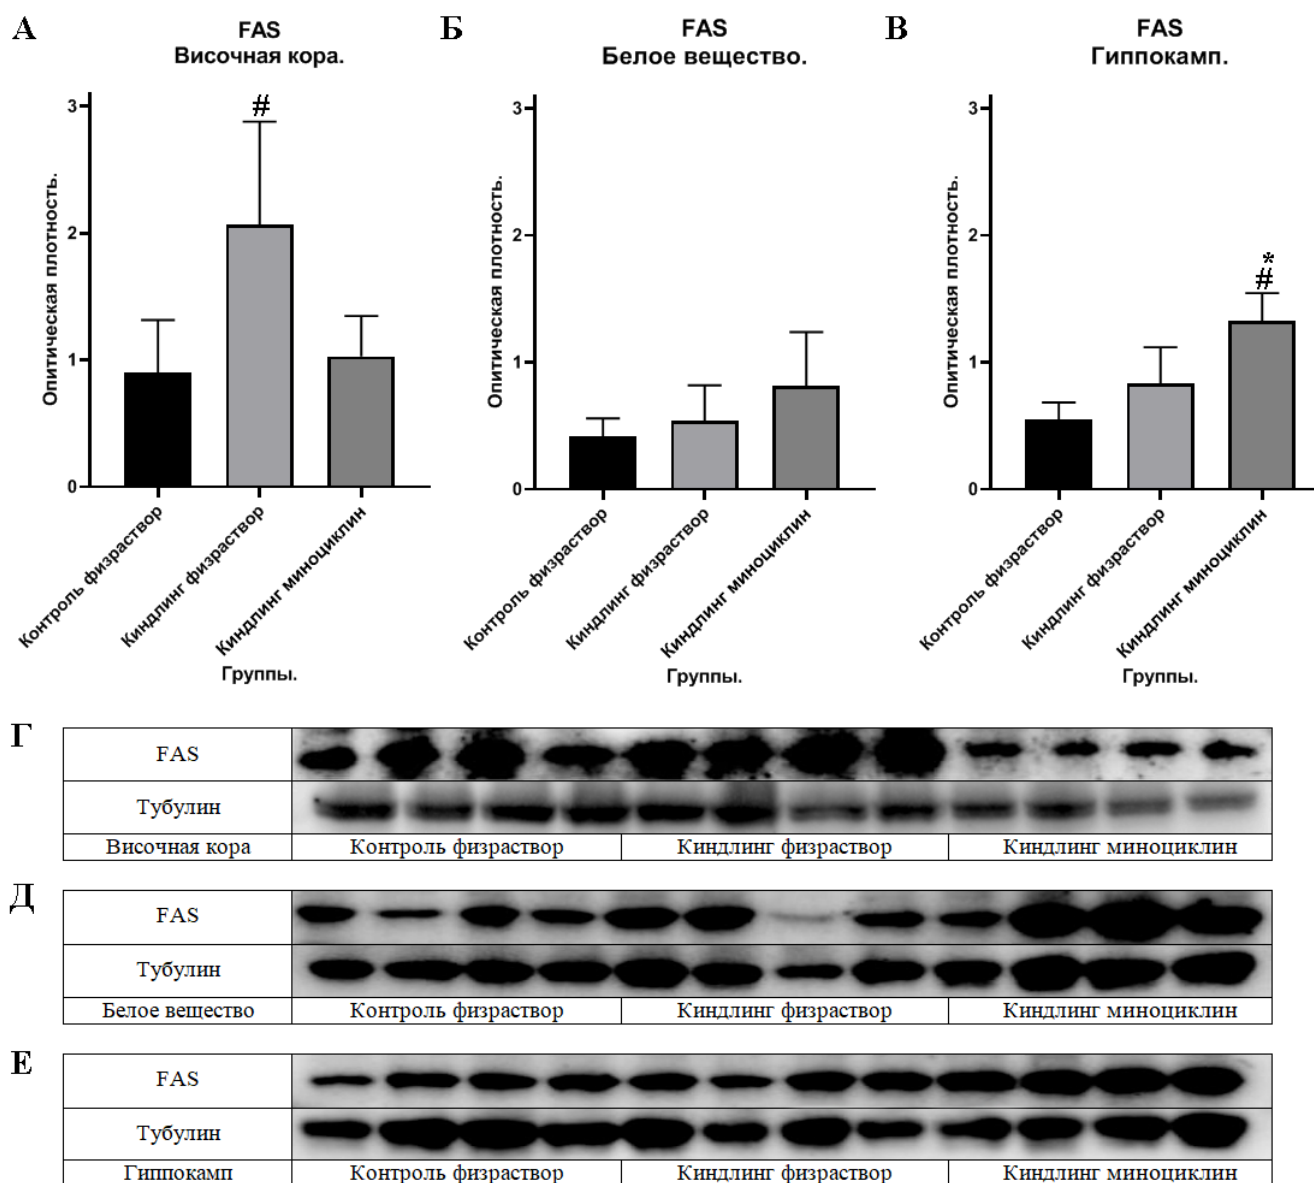 А
FAS
Височная кора.
3
2
1
0
#
Опитическая плотность.
Контроль физраствор
Киндлинг физраствор
Киндлинг миноциклин
Группы.
Б
FAS
Белое вещество.
3
2
1
0
Опитическая плотность.
Контроль физраствор
Киндлинг физраствор
Киндлинг миноциклин
Группы.
В
FAS
Гиппокамп.
3
2
1
0
*
#
Опитическая плотность.
Контроль физраствор
Киндлинг физраствор
Киндлинг миноциклин
Группы.
Г
FAS
Тубулин
Височная кора Контроль физраствор Киндлинг физраствор Киндлинг миноциклин
Д
FAS
Тубулин
Белое вещество Контроль физраствор Киндлинг физраствор Киндлинг миноциклин
Е
FAS
Тубулин
Гиппокамп Контроль физраствор Киндлинг физраствор Киндлинг миноциклин